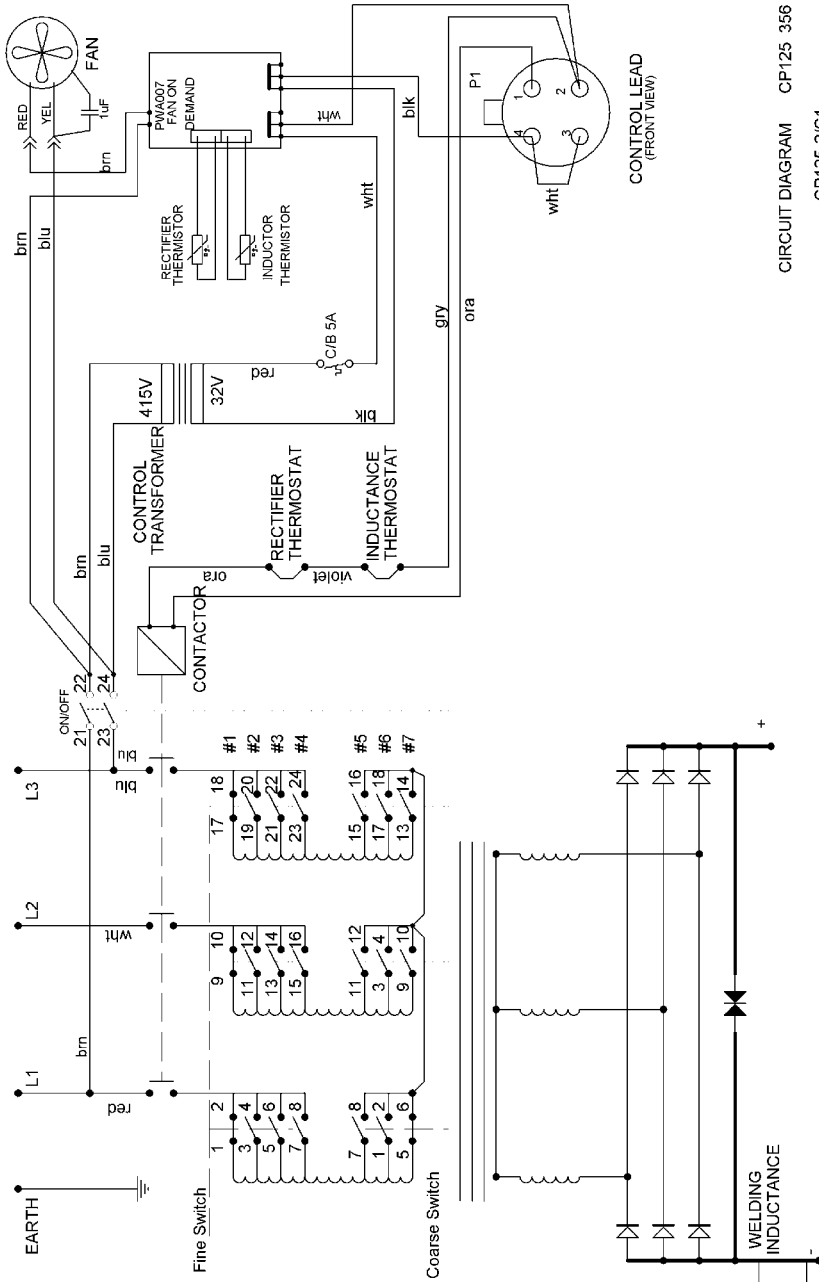 EARTH
L1
L2
L3
red
brn
wht
blu
blu
ON/OFF
21 22
23 24
brn
blu
brn
blu
brn
RED
YEL
1uF
FAN
PWA007
FAN ON
DEMAND
RECTIFIER
THERMISTOR
INDUCTOR
THERMISTOR
CONTROL
TRANSFORMER
415V
32V
red
C/B 5A
blk
wht
wht
blk
CONTACTOR
ora
RECTIFIER
THERMOSTAT
violet
INDUCTANCE
THERMOSTAT
gry
ora
P1
1
2
3
4
wht
CONTROL LEAD
(FRONT VIEW)
Fine Switch
1 2
3 4
5 6
7 8
9 10
11 12
13 14
15 16
17 18
19 20
21 22
23 24
#1
#2
#3
#4
Coarse Switch
7 8
1 2
5 6
11 12
3 4
9 10
15 16
17 18
13 14
#5
#6
#7
WELDING
INDUCTANCE
-
+
CIRCUIT DIAGRAM CP125 356